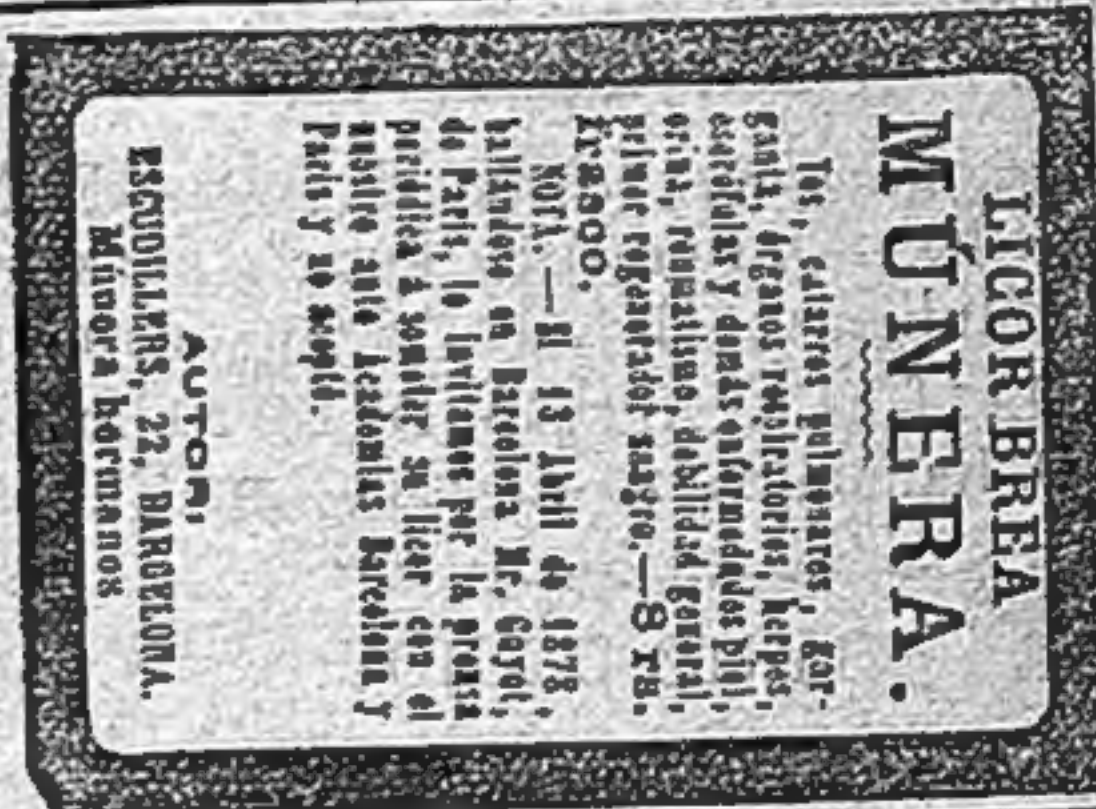 LICOR BREA
MÚNERA.
Tos, catarros pulmonares, gar-
ganta, órganos respiratorios, herpes,
escrófulas y demás enfermedades piel,
orina, reumatismo, debilidad general,
primer regenerador sangre.—8 rs.
frasco.
NOTA.—El 13 Abril de 1878,
hallándose en Barcelona Mr. Guyot,
de París, lo invitamos por la prensa
periódica á someter su licor con el
nuestro ante Academias Barcelona y
París y no aceptó.
AUTOR:
ESCUDILLERS, 22, BARCELONA.
Múnera hermanos